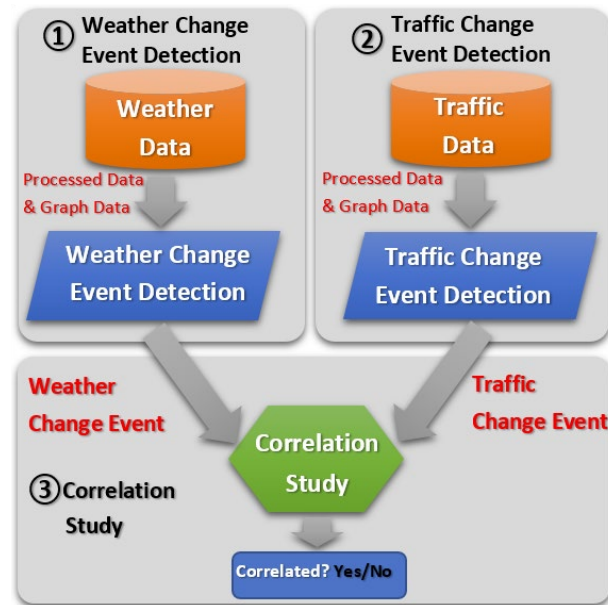 ① Weather Change
Event Detection
Weather
Data
Processed Data
& Graph Data
Weather Change
Event Detection
② Traffic Change
Event Detection
Traffic
Data
Processed Data
& Graph Data
Traffic Change
Event Detection
Weather
Change Event
Traffic
Change Event
Correlation
Study
③ Correlation
Study
Correlated? Yes/No